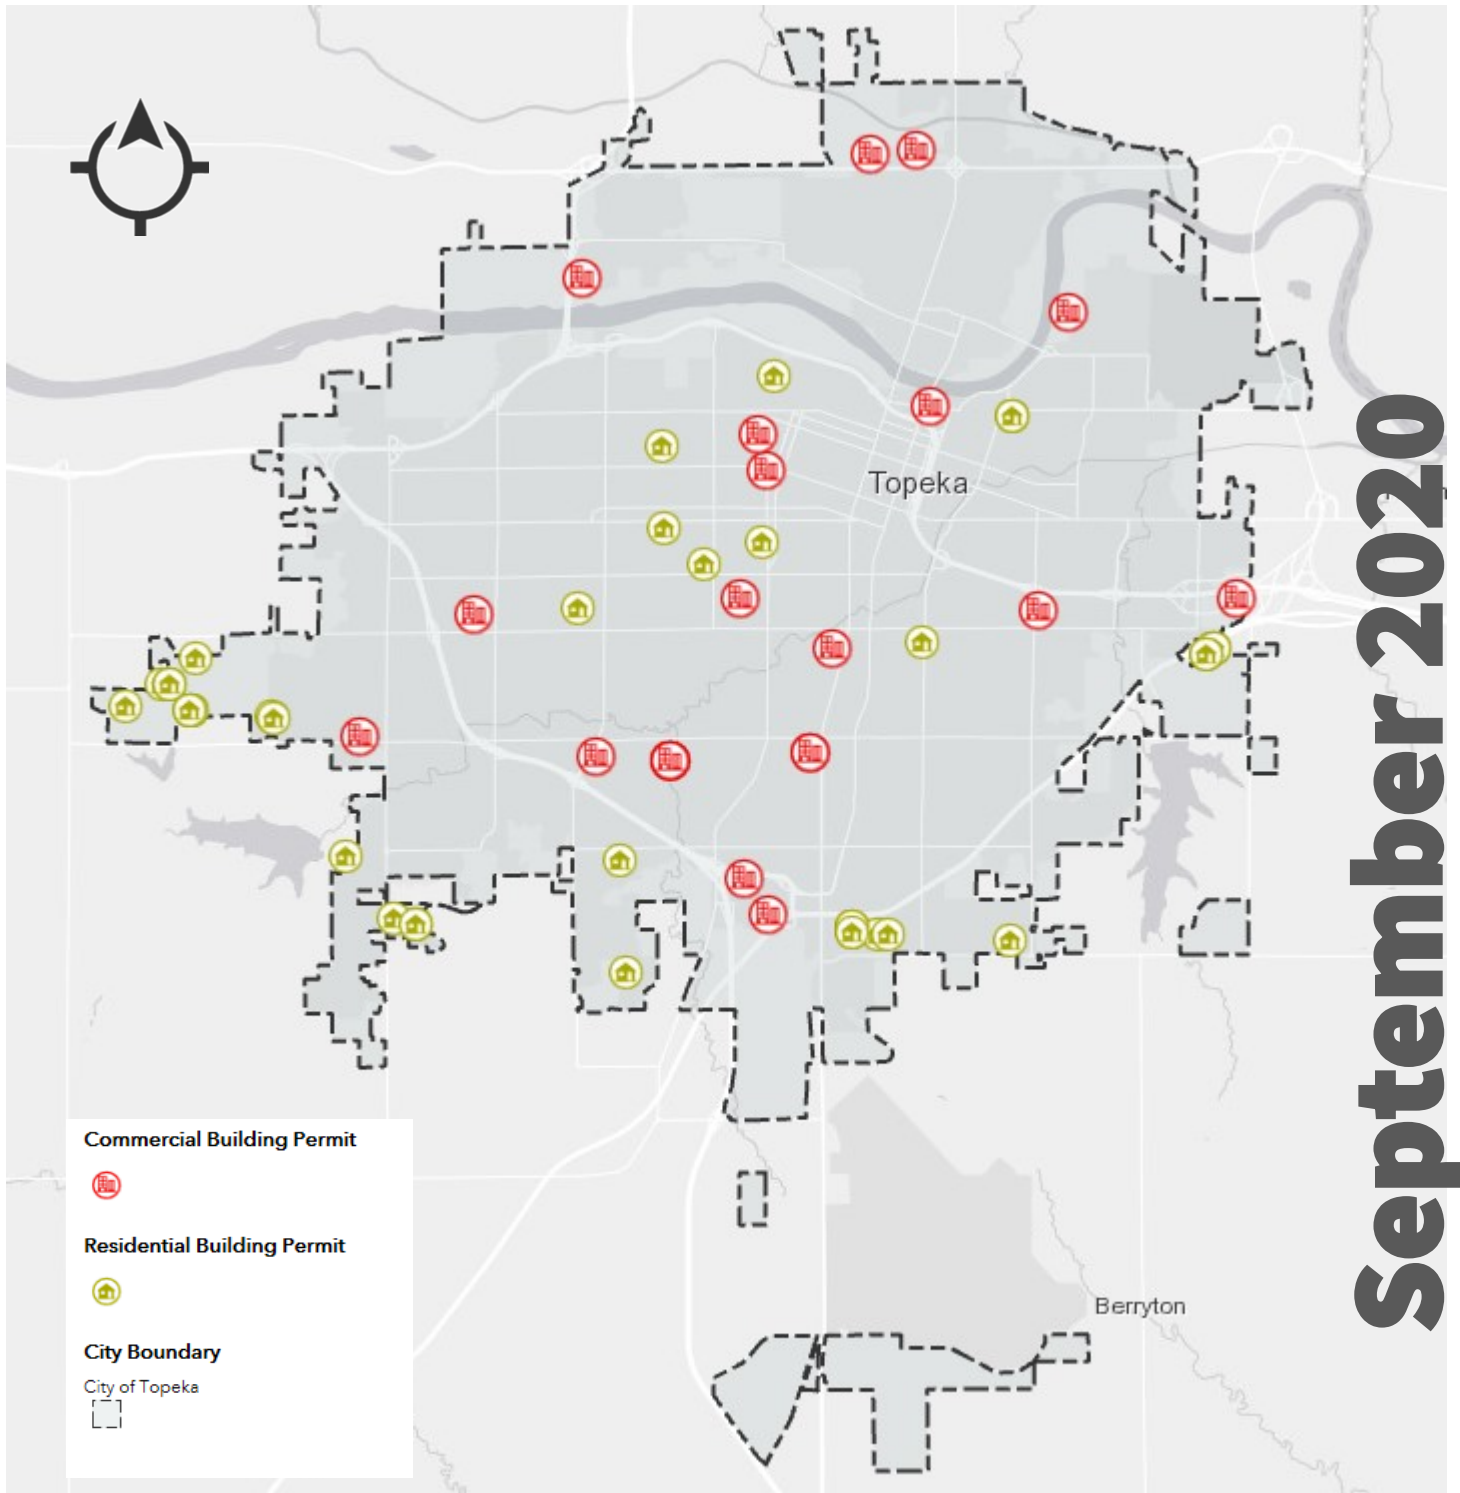 Topeka
September 2020
Commercial Building Permit
Residential Building Permit
Berryton
City Boundary
City of Topeka